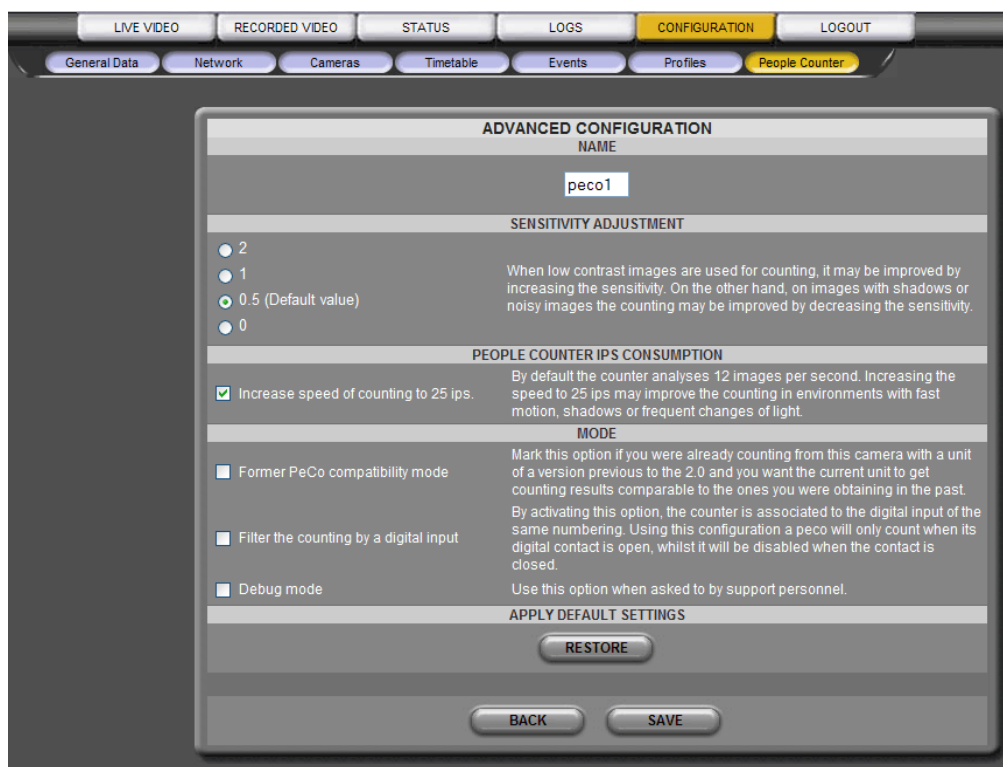 LIVE VIDEO RECORDED VIDEO STATUS LOGS CONFIGURATION LOGOUT
General Data Network Cameras Timetable Events Profiles People Counter
ADVANCED CONFIGURATION
NAME
peco1
SENSITIVITY ADJUSTMENT
2
1
0.5 (Default value)
0
When low contrast images are used for counting, it may be improved by
increasing the sensitivity. On the other hand, on images with shadows or
noisy images the counting may be improved by decreasing the sensitivity.
PEOPLE COUNTER IPS CONSUMPTION
Increase speed of counting to 25 ips.
By default the counter analyses 12 images per second. Increasing the
speed to 25 ips may improve the counting in environments with fast
motion, shadows or frequent changes of light.
MODE
Former PeCo compatibility mode
Mark this option if you were already counting from this camera with a unit
of a version previous to the 2.0 and you want the current unit to get
counting results comparable to the ones you were obtaining in the past.
Filter the counting by a digital input
By activating this option, the counter is associated to the digital input of the
same numbering. Using this configuration a peco will only count when its
digital contact is open, whilst it will be disabled when the contact is
closed.
Debug mode
Use this option when asked to by support personnel.
APPLY DEFAULT SETTINGS
RESTORE
BACK SAVE